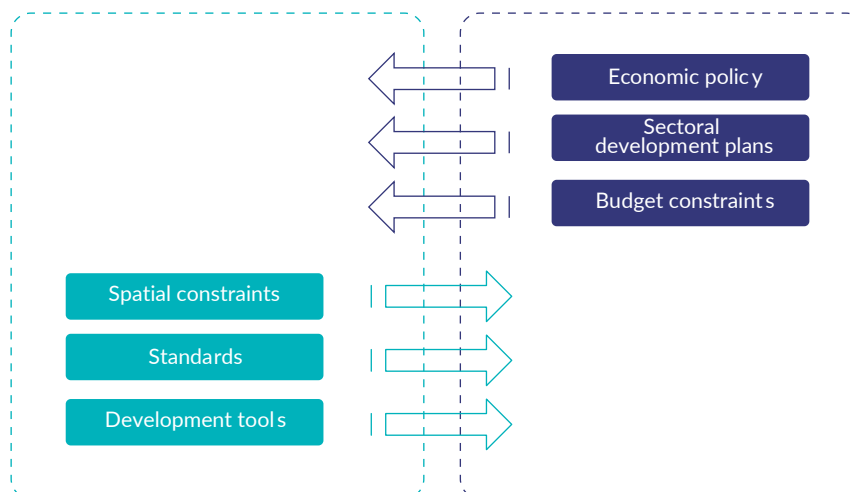 Economic policy
Sectoral
development plans
Budget constraints
Spatial constraints
Standards
Development tools